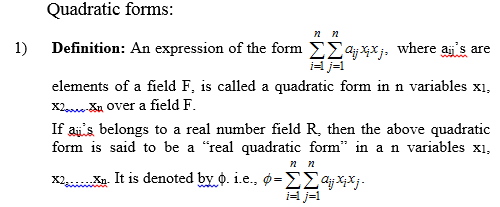 Quadratic forms:
1) Definition: An expression of the form $\sum_{i=1}^{n}\sum_{j=1}^{n} a_{ij}x_ix_j$, where aij's are
elements of a field F, is called a quadratic form in n variables x1,
x2,......xn over a field F.
If aij's belongs to a real number field R, then the above quadratic
form is said to be a “real quadratic form” in a n variables x1,
x2,......xn. It is denoted by ϕ. i.e., $\phi = \sum_{i=1}^{n}\sum_{j=1}^{n} a_{ij}x_ix_j$.